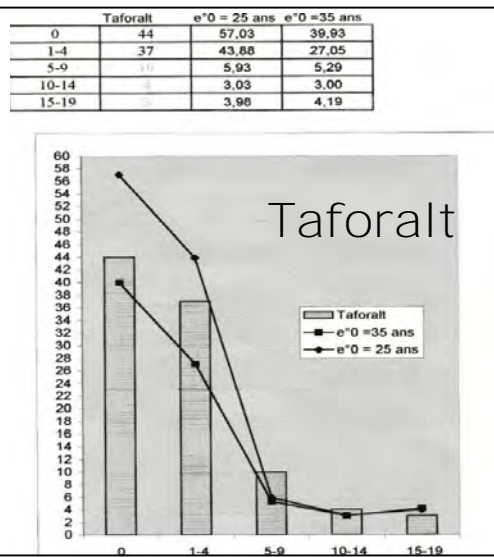 Taforalt e°0 = 25 ans e°0 =35 ans
0 44 57,03 39,93
1-4 37 43,88 27,05
5-9 10 5,93 5,29
10-14 4 3,03 3,00
15-19 3,98 4,19
60
58
56
54
52
50
48
46
44
42
40
38
36
34
32
30
28
26
24
22
20
18
16
14
12
10
8
6
4
2
0
Taforalt
Taforalt
e°0 =35 ans
e°0 = 25 ans
0 1-4 5-9 10-14 15-19